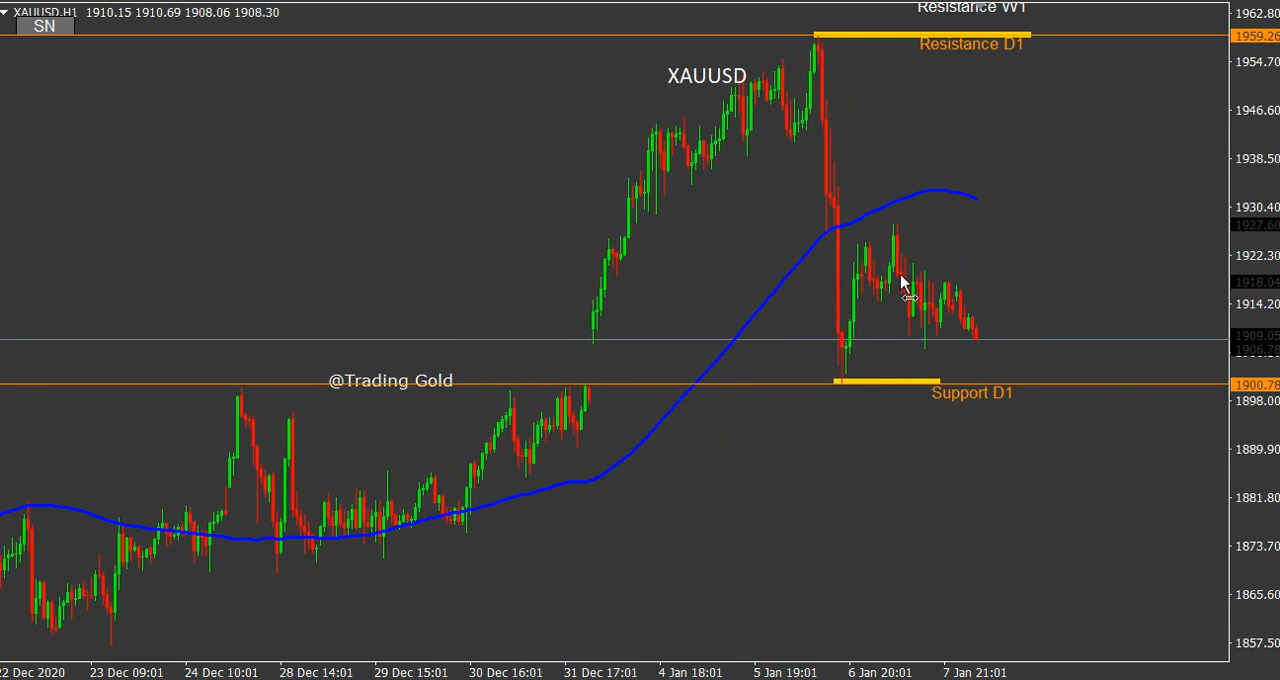 Resistance W1
XAUUSD,H1 1910.15 1910.69 1908.06 1908.30
SN
1962.80
1959.26
Resistance D1
1954.70
XAUUSD
1946.60
1938.50
1930.40
1927.60
1922.30
1918.04
1914.20
1909.05
1906.78
@Trading Gold
1900.78
Support D1
1898.00
1889.90
1881.80
1873.70
1865.60
1857.50
22 Dec 2020 23 Dec 09:01 24 Dec 10:01 28 Dec 14:01 29 Dec 15:01 30 Dec 16:01 31 Dec 17:01 4 Jan 18:01 5 Jan 19:01 6 Jan 20:01 7 Jan 21:01